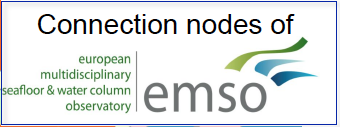 Connection nodes of
european
multidisciplinary
seafloor & water column
observatory
emso